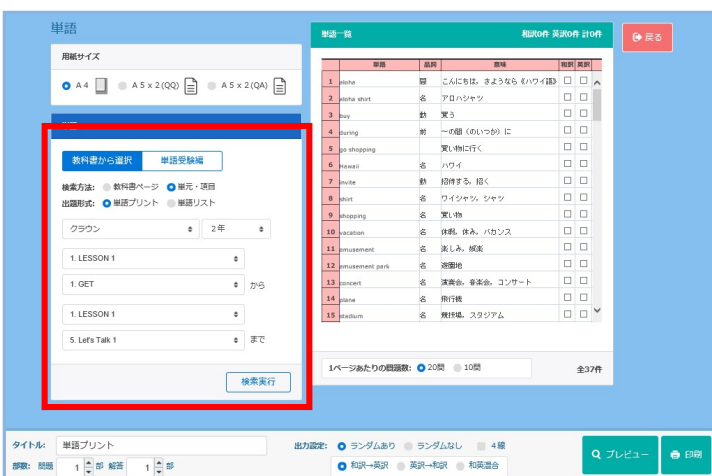 単語
用紙サイズ
A 4 A 5 x 2 (QQ) A 5 x 2 (QA)
単語
教科書から選択 単語受験編
検索方法: 教科書ページ 単元・項目
出題形式: 単語プリント 単語リスト
クラウン 2 年
1. LESSON 1
1. GET から
1. LESSON 1
5. Let's Talk 1 まで
検索実行
単語一覧 和訳0件 英訳0件 計0件
単語 品詞 意味 和訳 英訳
1 aloha 間 こんにちは，さようなら《ハワイ語》
2 aloha shirt 名 アロハシャツ
3 buy 動 買う
4 during 前 ～の間（のいつか）に
5 go shopping 買い物に行く
6 Hawaii 名 ハワイ
7 invite 動 招待する，招く
8 shirt 名 ワイシャツ，シャツ
9 shopping 名 買い物
10 vacation 名 休暇，休み，バカンス
11 amusement 名 楽しみ，娯楽
12 amusement park 名 遊園地
13 concert 名 演奏会，音楽会，コンサート
14 plane 名 飛行機
15 stadium 名 競技場，スタジアム
1ページあたりの問題数: 20問 10問 全37件
戻る
タイトル: 単語プリント
部数: 問題 1 部 解答 1 部
出力設定: ランダムあり ランダムなし 4 線
和訳→英訳 英訳→和訳 和英混合
プレビュー 印刷